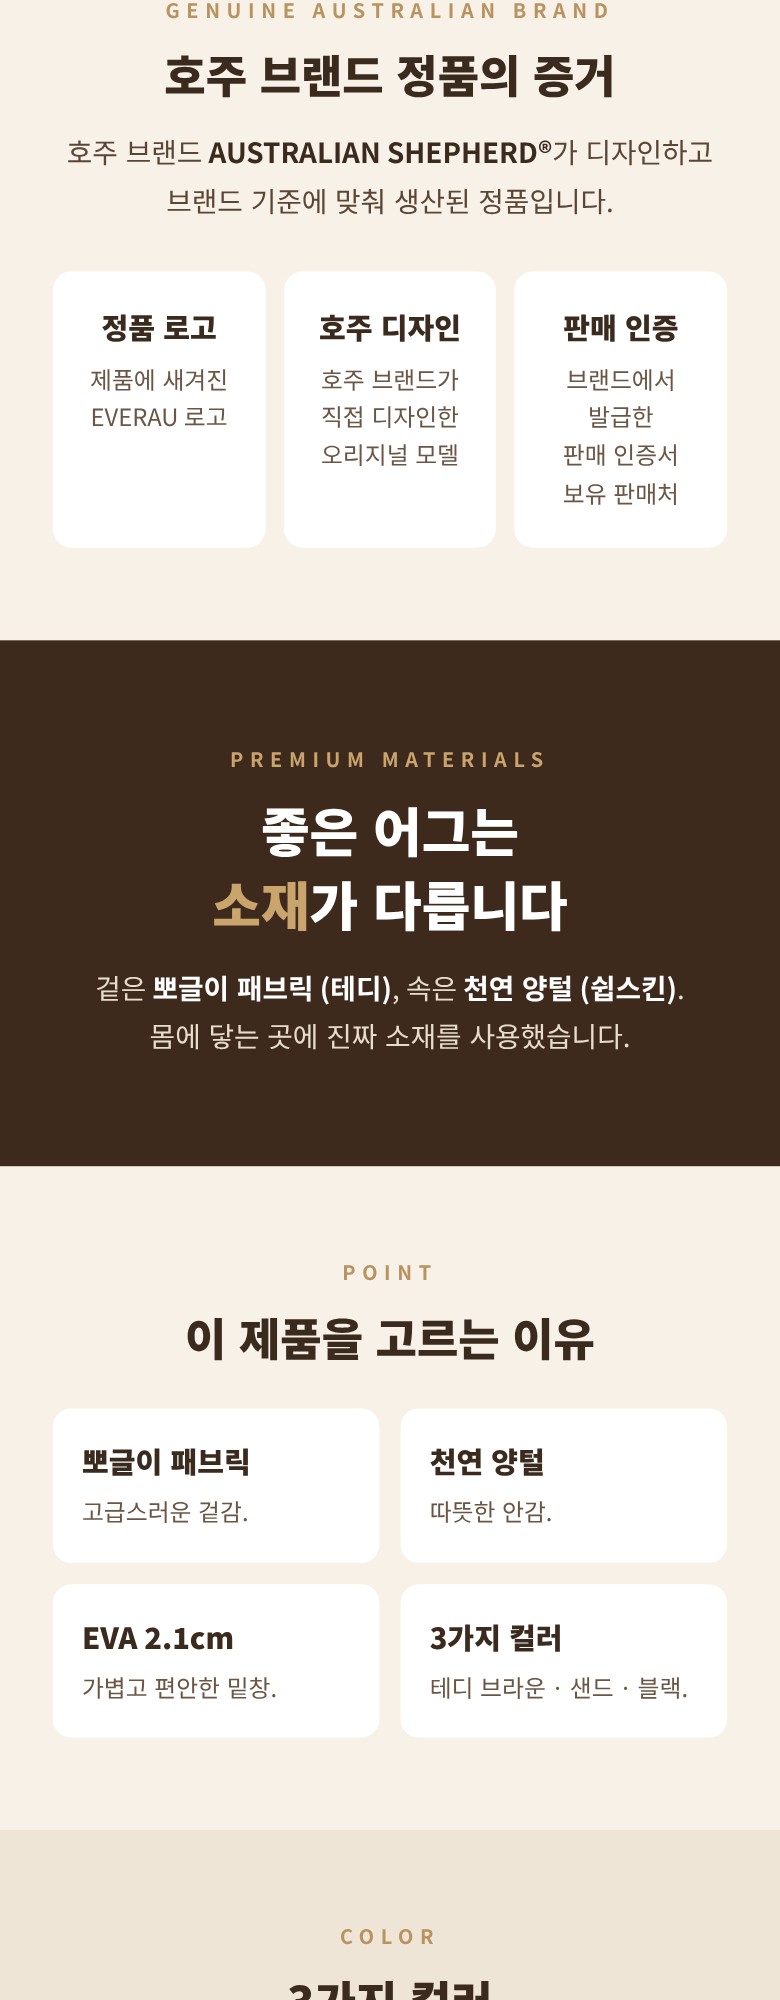 GENUINE AUSTRALIAN BRAND
호주 브랜드 정품의 증거
호주 브랜드 AUSTRALIAN SHEPHERD®가 디자인하고
브랜드 기준에 맞춰 생산된 정품입니다.
정품 로고
제품에 새겨진
EVERAU 로고
호주 디자인
호주 브랜드가
직접 디자인한
오리지널 모델
판매 인증
브랜드에서
발급한
판매 인증서
보유 판매처
PREMIUM MATERIALS
좋은 어그는
소재가 다릅니다
겉은 뽀글이 패브릭 (테디), 속은 천연 양털 (쉽스킨).
몸에 닿는 곳에 진짜 소재를 사용했습니다.
POINT
이 제품을 고르는 이유
뽀글이 패브릭
고급스러운 겉감.
천연 양털
따뜻한 안감.
EVA 2.1cm
가볍고 편안한 밑창.
3가지 컬러
테디 브라운 · 샌드 · 블랙.
COLOR
3가지 컬러